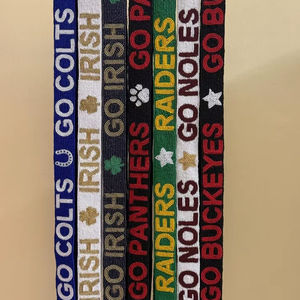 GO COLTS GO COLTS
IRISH IRISH IRISH
GO IRISH GO IRISH
GO PANTHERS GO PA
RAIDERS RAIDERS
GO NOLES GO NOLES
GO BUCKEYES GO BU